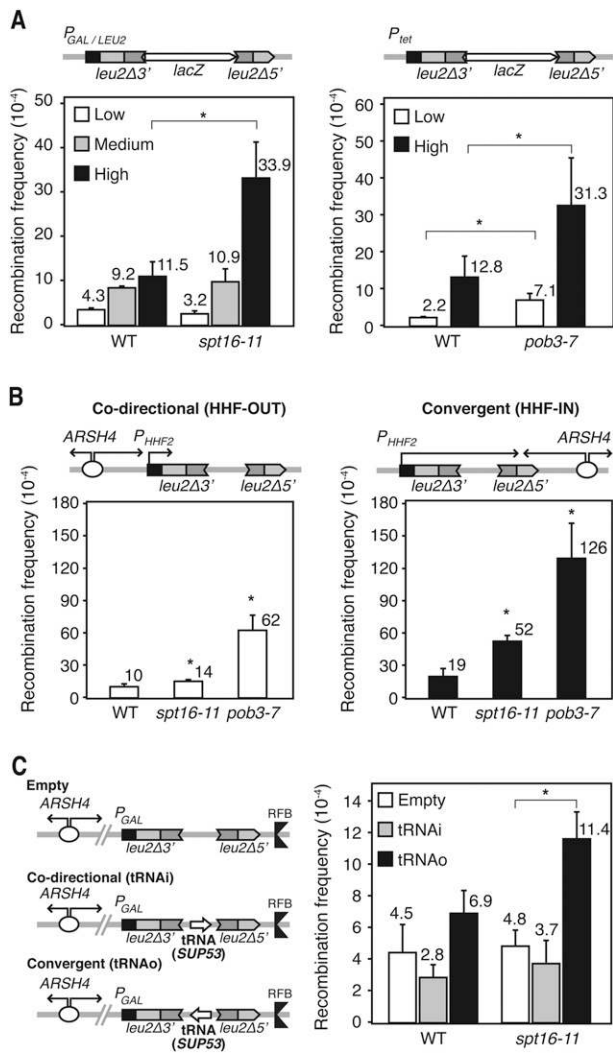 A
P GAL / LEU2
leu2Δ3’ lacZ leu2Δ5’
Recombination frequency (10-4)
50
40
30
20
10
0
Low
Medium
High
*
4.3
9.2
11.5
3.2
10.9
33.9
WT spt16-11
P tet
leu2Δ3’ lacZ leu2Δ5’
Recombination frequency (10-4)
60
50
40
30
20
10
0
Low
High
*
*
2.2
12.8
7.1
31.3
WT pob3-7
B
Co-directional (HHF-OUT)
ARSH4 P HHF2
leu2Δ3’ leu2Δ5’
Recombination frequency (10-4)
180
150
120
90
60
30
0
10
* 14
*
62
WT spt16-11 pob3-7
Convergent (HHF-IN)
P HHF2 ARSH4
leu2Δ3’ leu2Δ5’
Recombination frequency (10-4)
180
150
120
90
60
30
0
19
*
52
*
126
WT spt16-11 pob3-7
C
Empty
ARSH4
P GAL
RFB
leu2Δ3’ leu2Δ5’
Co-directional (tRNAi)
ARSH4
P GAL
RFB
leu2Δ3’ tRNA leu2Δ5’
(SUP53)
Convergent (tRNAo)
ARSH4
P GAL
RFB
leu2Δ3’ tRNA leu2Δ5’
(SUP53)
Recombination frequency (10-4)
14
12
10
8
6
4
2
0
Empty
tRNAi
tRNAo
*
4.5
2.8
6.9
4.8
3.7
11.4
WT spt16-11